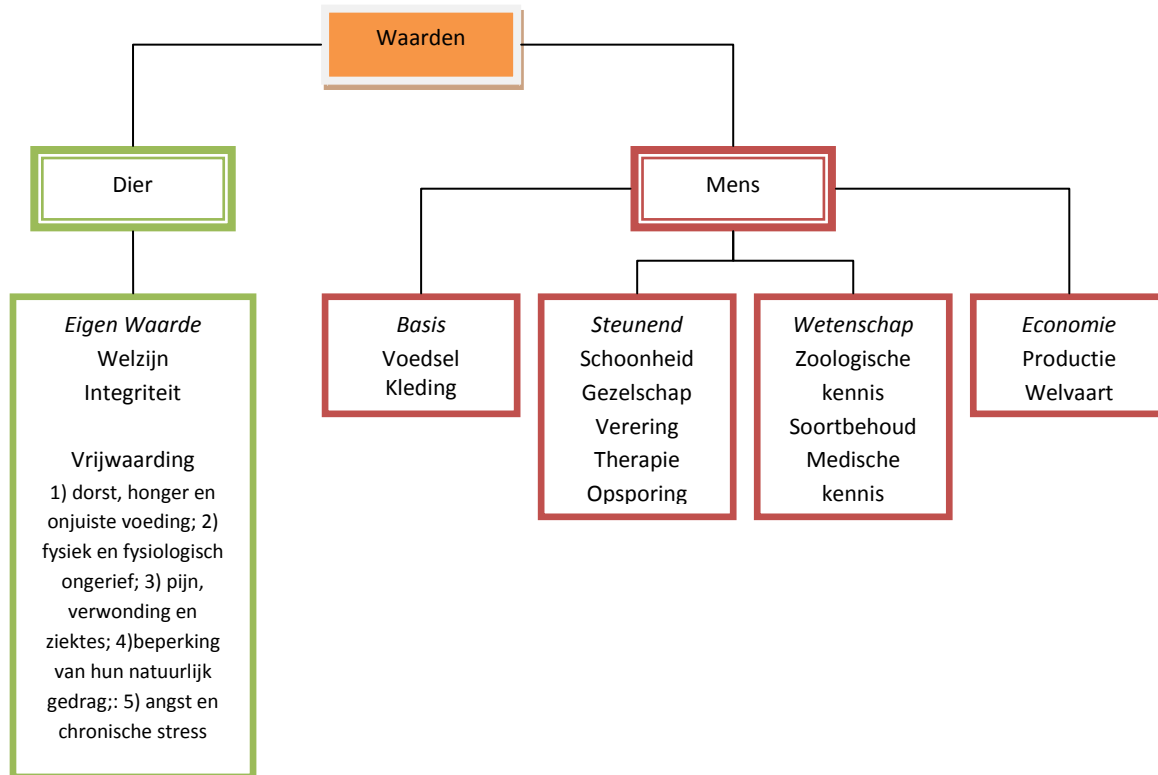 Waarden
Dier
Mens
Eigen Waarde
Welzijn
Integriteit
Vrijwaarding
1) dorst, honger en
onjuiste voeding; 2)
fysiek en fysiologisch
ongerief; 3) pijn,
verwonding en
ziektes; 4)beperking
van hun natuurlijk
gedrag;: 5) angst en
chronische stress
Basis
Voedsel
Kleding
Steunend
Schoonheid
Gezelschap
Verering
Therapie
Opsporing
Wetenschap
Zoologische
kennis
Soortbehoud
Medische
kennis
Economie
Productie
Welvaart